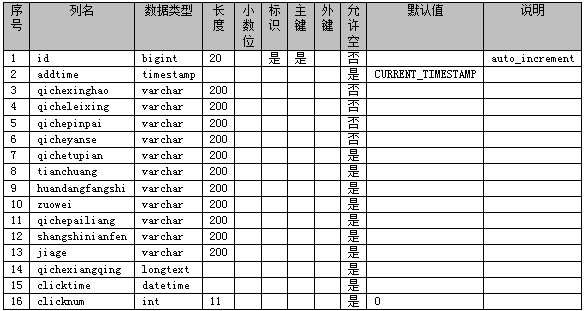 序号 列名 数据类型 长度 小数位 标识 主键 外键 允许空 默认值 说明
1 id bigint 20 是 是 否 auto_increment
2 addtime timestamp 是 CURRENT_TIMESTAMP
3 qichexinghao varchar 200 否
4 qicheleixing varchar 200 否
5 qichepinpai varchar 200 否
6 qicheyanse varchar 200 否
7 qichetupian varchar 200 是
8 tianchuang varchar 200 是
9 huandangfangshi varchar 200 是
10 zuowei varchar 200 是
11 qichepailiang varchar 200 是
12 shangshinianfen varchar 200 是
13 jiage varchar 200 是
14 qichexiangqing longtext 是
15 clicktime datetime 是
16 clicknum int 11 是 0